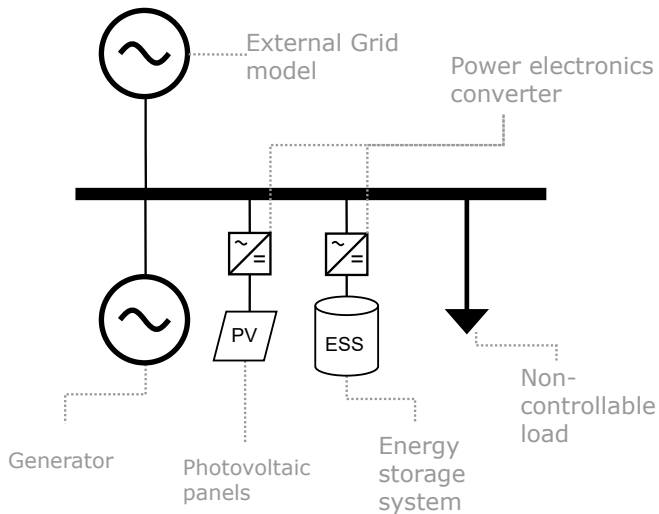 External Grid
model
Power electronics
converter
PV
ESS
Non-
controllable
load
Generator
Photovoltaic
panels
Energy
storage
system